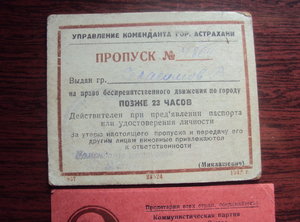 УПРАВЛЕНИЕ КОМЕНДАНТА ГОР. АСТРАХАНИ
ПРОПУСК №
Выдан гр.
на право беспрепятственного движения по городу
ПОЗЖЕ 23 ЧАСОВ
Действителен при предъявлении паспорта
или удостоверения личности
За утерю настоящего пропуска и передачу его
другим лицам виновные привлекаются
к ответственности
(Миклашевич)
Пролетарии всех стран, соединяйтесь!
Коммунистическая партия